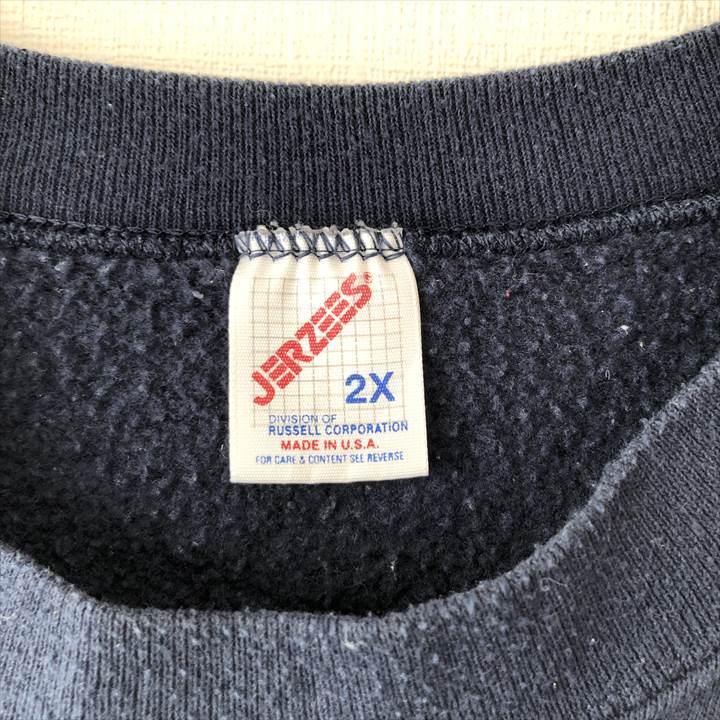 JERZEES®
2X
DIVISION OF
RUSSELL CORPORATION
MADE IN U.S.A.
FOR CARE & CONTENT SEE REVERSE